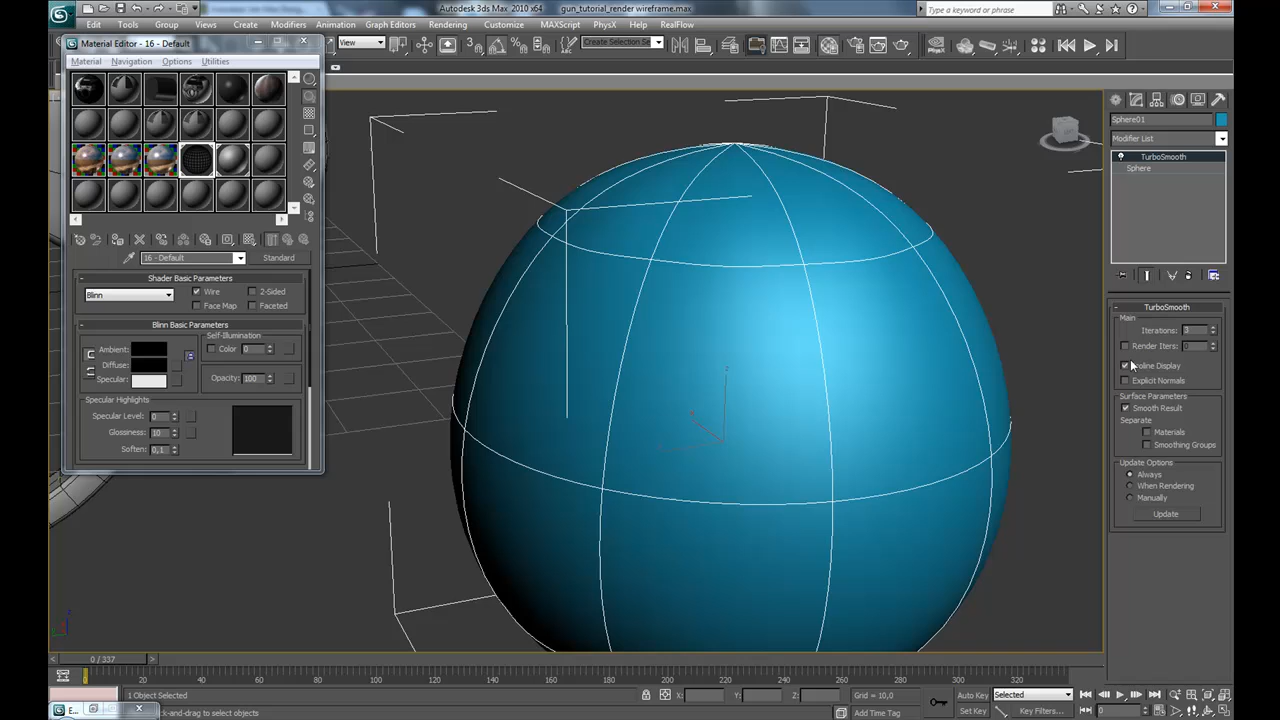 Autodesk 3ds Max 2010 x64
gun_tutorial_render wireframe.max
Type a keyword or phrase
Edit Tools Group Views Create Modifiers Animation Graph Editors Rendering Customize MAXScript PhysX Help RealFlow
Material Editor - 16 - Default
View
Create Selection Se
Material Navigation Options Utilities
Sphere01
Modifier List
TurboSmooth
Sphere
16 - Default
Standard
Shader Basic Parameters
Blinn
Wire
2-Sided
Face Map
Faceted
Blinn Basic Parameters
Self-Illumination
Ambient:
Diffuse:
Specular:
Color 0
Opacity: 100
Specular Highlights
Specular Level: 0
Glossiness: 10
Soften: 0,1
TurboSmooth
Main
Iterations: 3
Render Iters: 0
oline Display
Explicit Normals
Surface Parameters
Smooth Result
Separate
Materials
Smoothing Groups
Update Options
Always
When Rendering
Manually
Update
0 / 337
0 20 40 60 80 100 120 140 160 180 200 220 240 260 280 300 320
1 Object Selected
X: Y: Z:
Grid = 10,0
Auto Key
Selected
E...
-and-drag to select objects
Add Time Tag
Set Key
Key Filters...
0